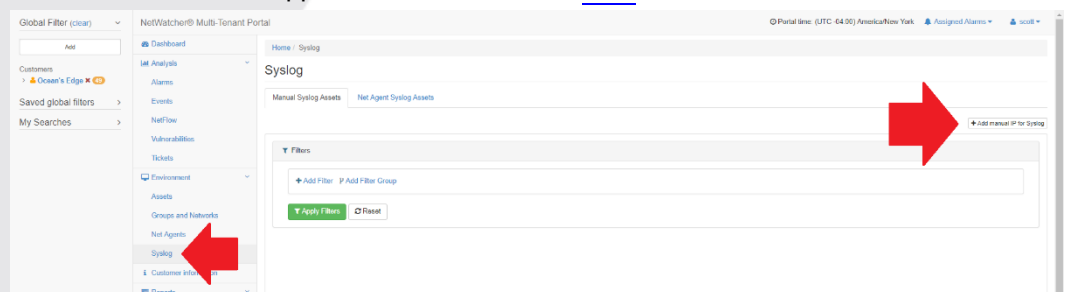 Global Filter (clear)
Add
Customers
Ocean's Edge 49
Saved global filters
My Searches
NetWatcher® Multi-Tenant Portal
Portal time: (UTC -04:00) America/New York
Assigned Alarms
scott
Dashboard
Analysis
Alarms
Events
NetFlow
Vulnerabilities
Tickets
Environment
Assets
Groups and Networks
Net Agents
Syslog
Customer
Reports
Home / Syslog
Syslog
Manual Syslog Assets
Net Agent Syslog Assets
+ Add manual IP for Syslog
Filters
+ Add Filter
Add Filter Group
Apply Filters
Reset